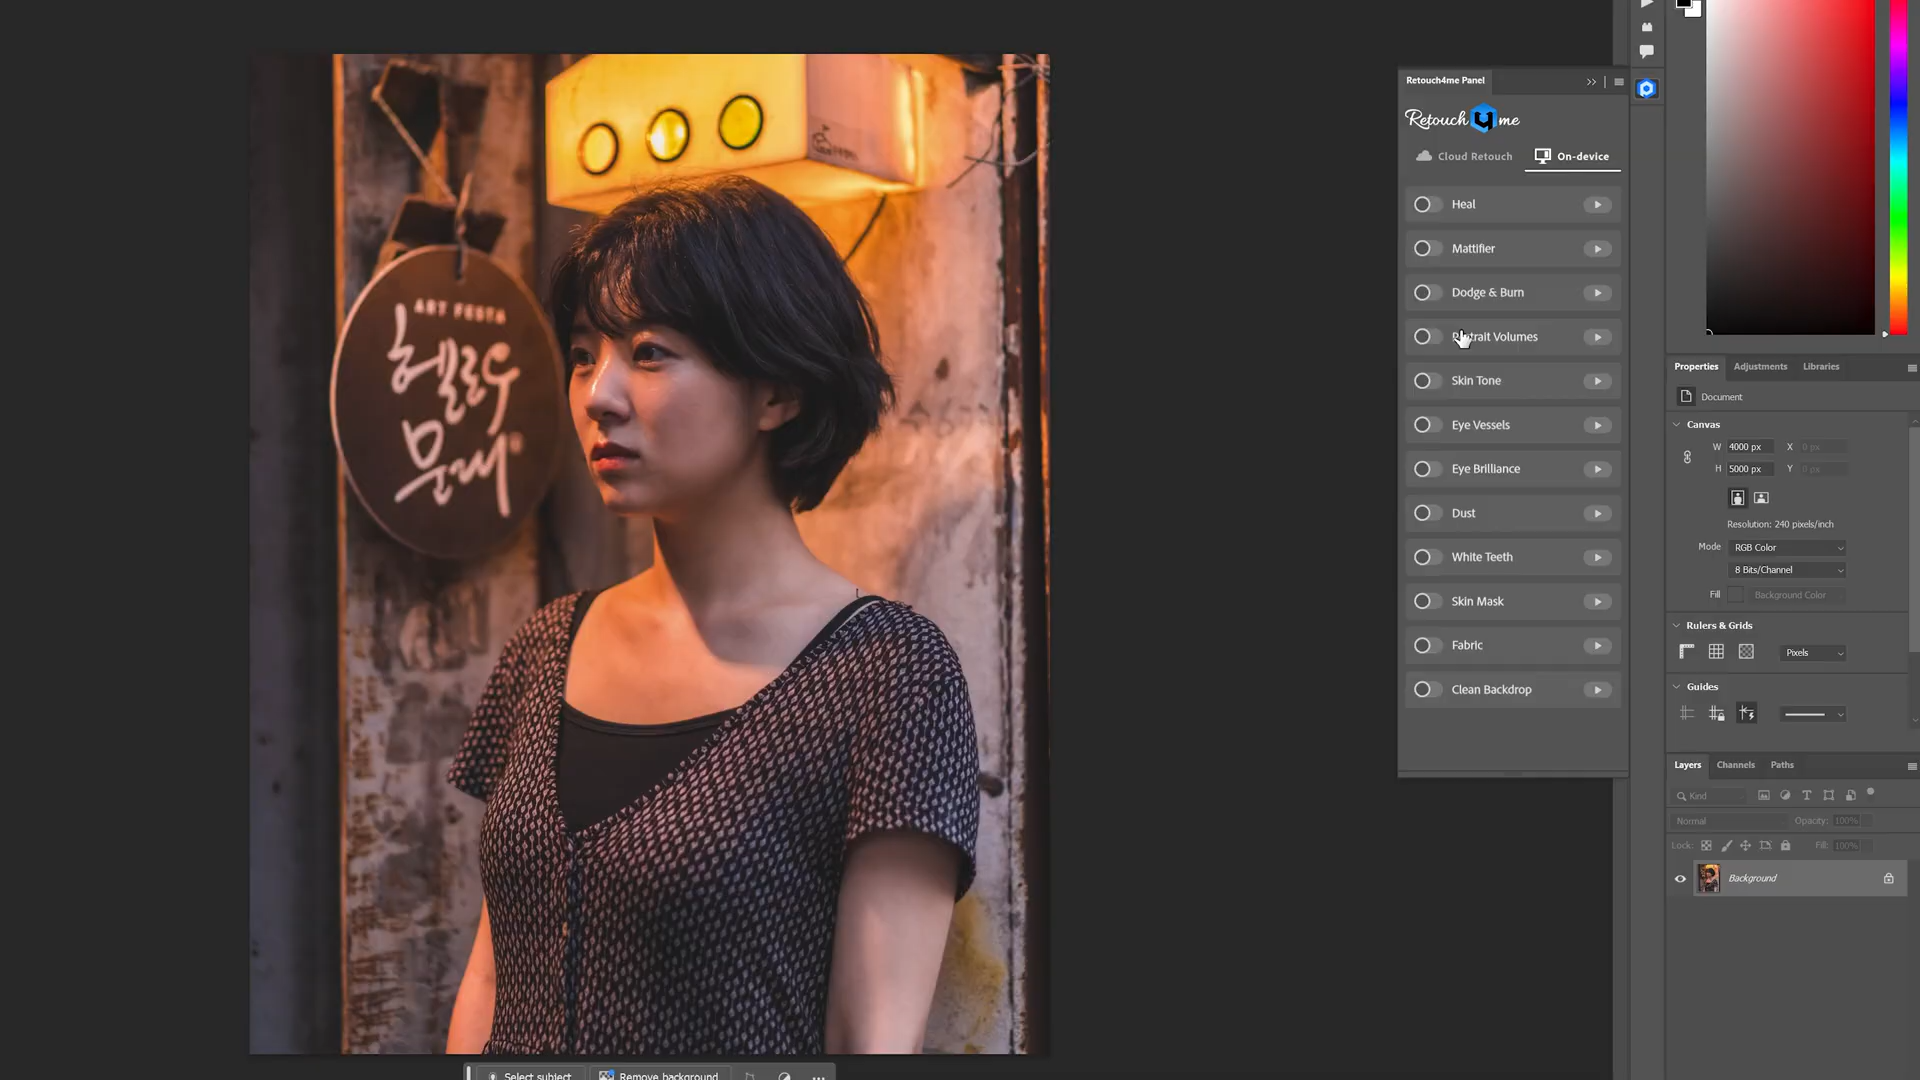 ART FESTA
헬로우
문래
Retouch4me Panel
Retouch4me
Cloud Retouch
On-device
Heal
Mattifier
Dodge & Burn
Portrait Volumes
Skin Tone
Eye Vessels
Eye Brilliance
Dust
White Teeth
Skin Mask
Fabric
Clean Backdrop
Properties Adjustments Libraries
Document
Canvas
W 4000 px X 0 px
H 5000 px Y 0 px
Resolution: 240 pixels/inch
Mode RGB Color
8 Bits/Channel
Fill Background Color
Rulers & Grids
Pixels
Guides
Layers Channels Paths
Kind
Normal Opacity: 100%
Lock: Fill: 100%
Background
Select subject Remove background